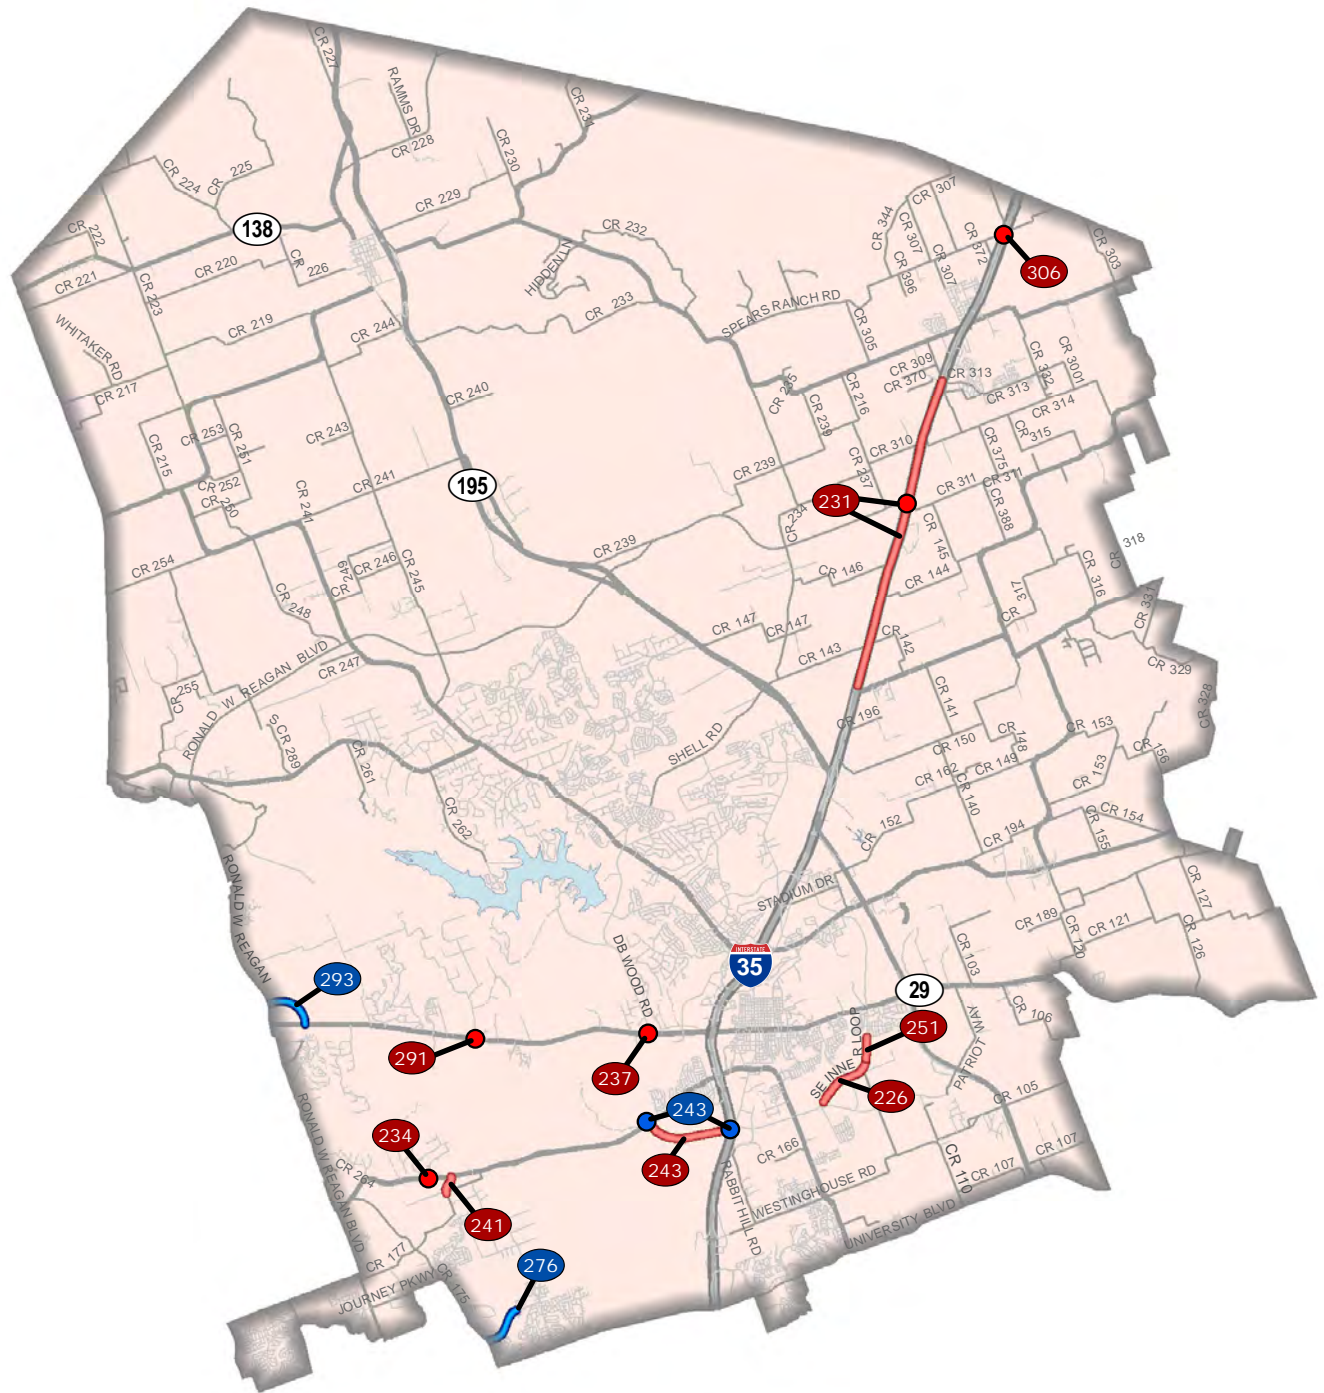 CR 227
RAMMS DR
CR 231
CR 228
CR 230
CR 225
CR 224
CR 229
CR 307
CR 344
CR 307
CR 372
CR 303
138
CR 222
CR 232
CR 220
CR 226
CR 221
CR 223
HIDDEN LN
CR 396
CR 307
306
CR 233
SPEARS RANCH RD
CR 219
CR 244
CR 305
WHITAKER RD
CR 309
CR 313
CR 332
CR 3001
CR 217
CR 240
CR 235
CR 216
CR 370
CR 313
CR 314
CR 253
CR 251
CR 243
CR 239
CR 310
CR 315
CR 215
CR 239
CR 237
CR 375
CR 252
CR 241
195
CR 311
CR 311
CR 250
CR 241
231
CR 234
CR 388
CR 239
CR 145
CR 318
CR 254
CR 246
CR 249
CR 245
CR 146
CR 144
CR 316
CR 317
CR 248
CR 331
CR 147
CR 147
CR 142
CR 247
CR 143
CR 329
RONALD W REAGAN BLVD
CR 255
CR 141
CR 328
CR 196
S CR 289
SHELL RD
CR 153
CR 150
CR 148
CR 156
CR 261
CR 162
CR 149
CR 153
CR 140
CR 262
CR 152
CR 194
CR 154
CR 155
RONALD W REAGAN
STADIUM DR
CR 127
CR 189
CR 121
CR 120
CR 126
DB WOOD RD
INTERSTATE
35
CR 103
293
29
CR 106
251
SE INNER LOOP
PATRIOT WAY
291
237
226
CR 105
243
RONALD W REAGAN BLVD
234
CR 166
CR 107
CR 107
243
CR 264
CR 110
RABBIT HILL RD
WESTINGHOUSE RD
241
UNIVERSITY BLVD
CR 177
CR 175
276
JOURNEY PKWY